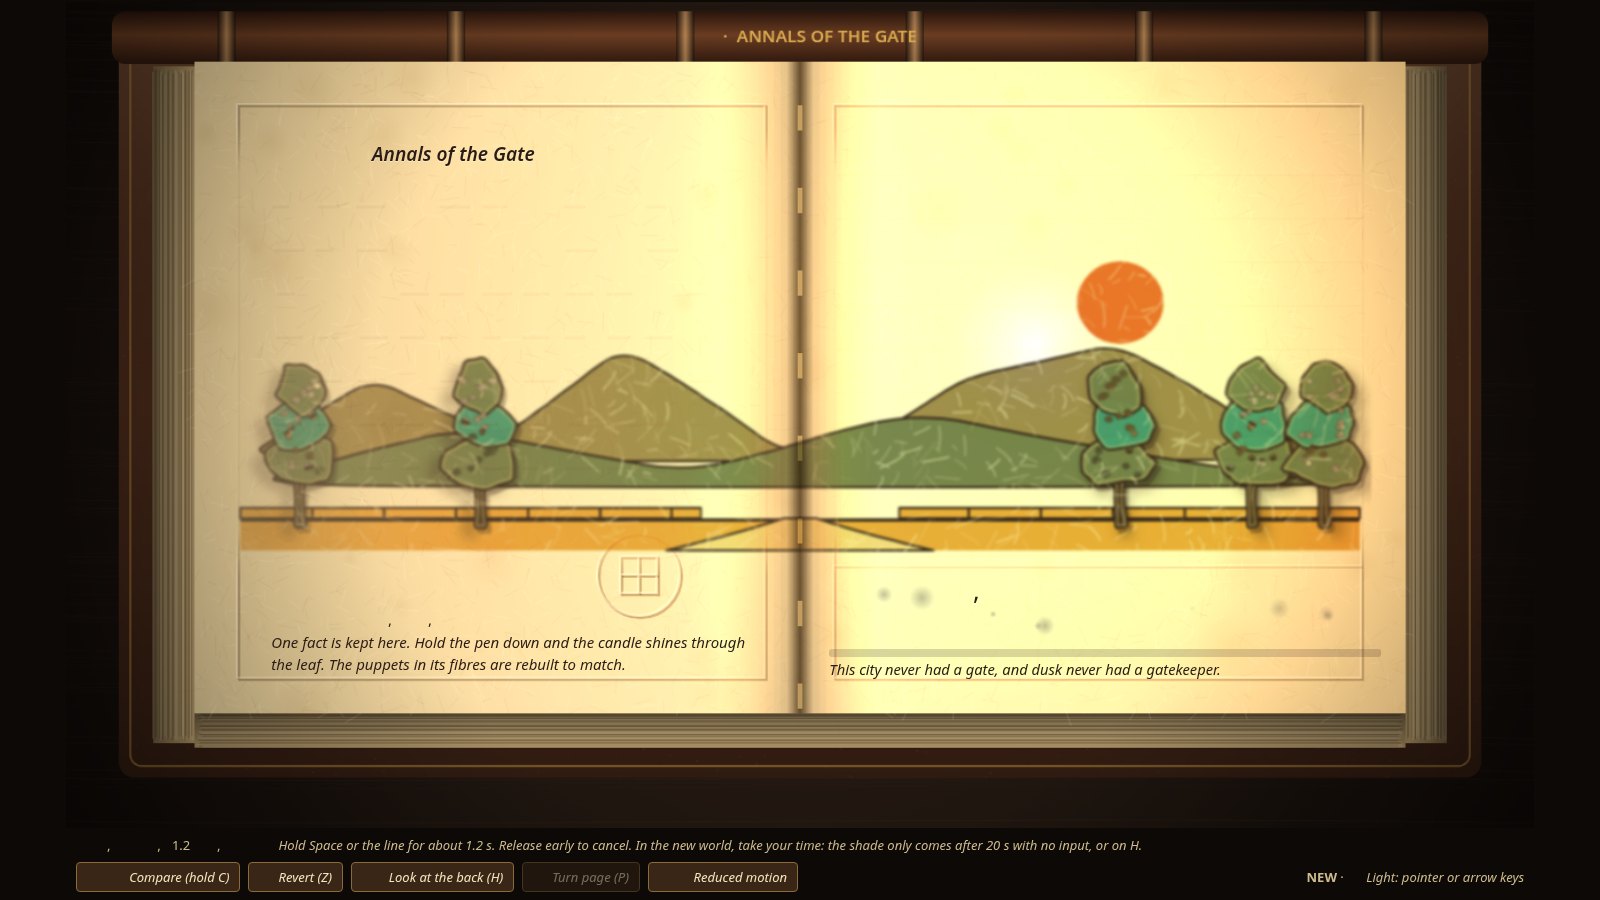 · ANNALS OF THE GATE
Annals of the Gate
, ,
One fact is kept here. Hold the pen down and the candle shines through
the leaf. The puppets in its fibres are rebuilt to match.
,
This city never had a gate, and dusk never had a gatekeeper.
, , 1.2 , Hold Space or the line for about 1.2 s. Release early to cancel. In the new world, take your time: the shade only comes after 20 s with no input, or on H.
Compare (hold C) Revert (Z) Look at the back (H) Turn page (P) Reduced motion NEW · Light: pointer or arrow keys